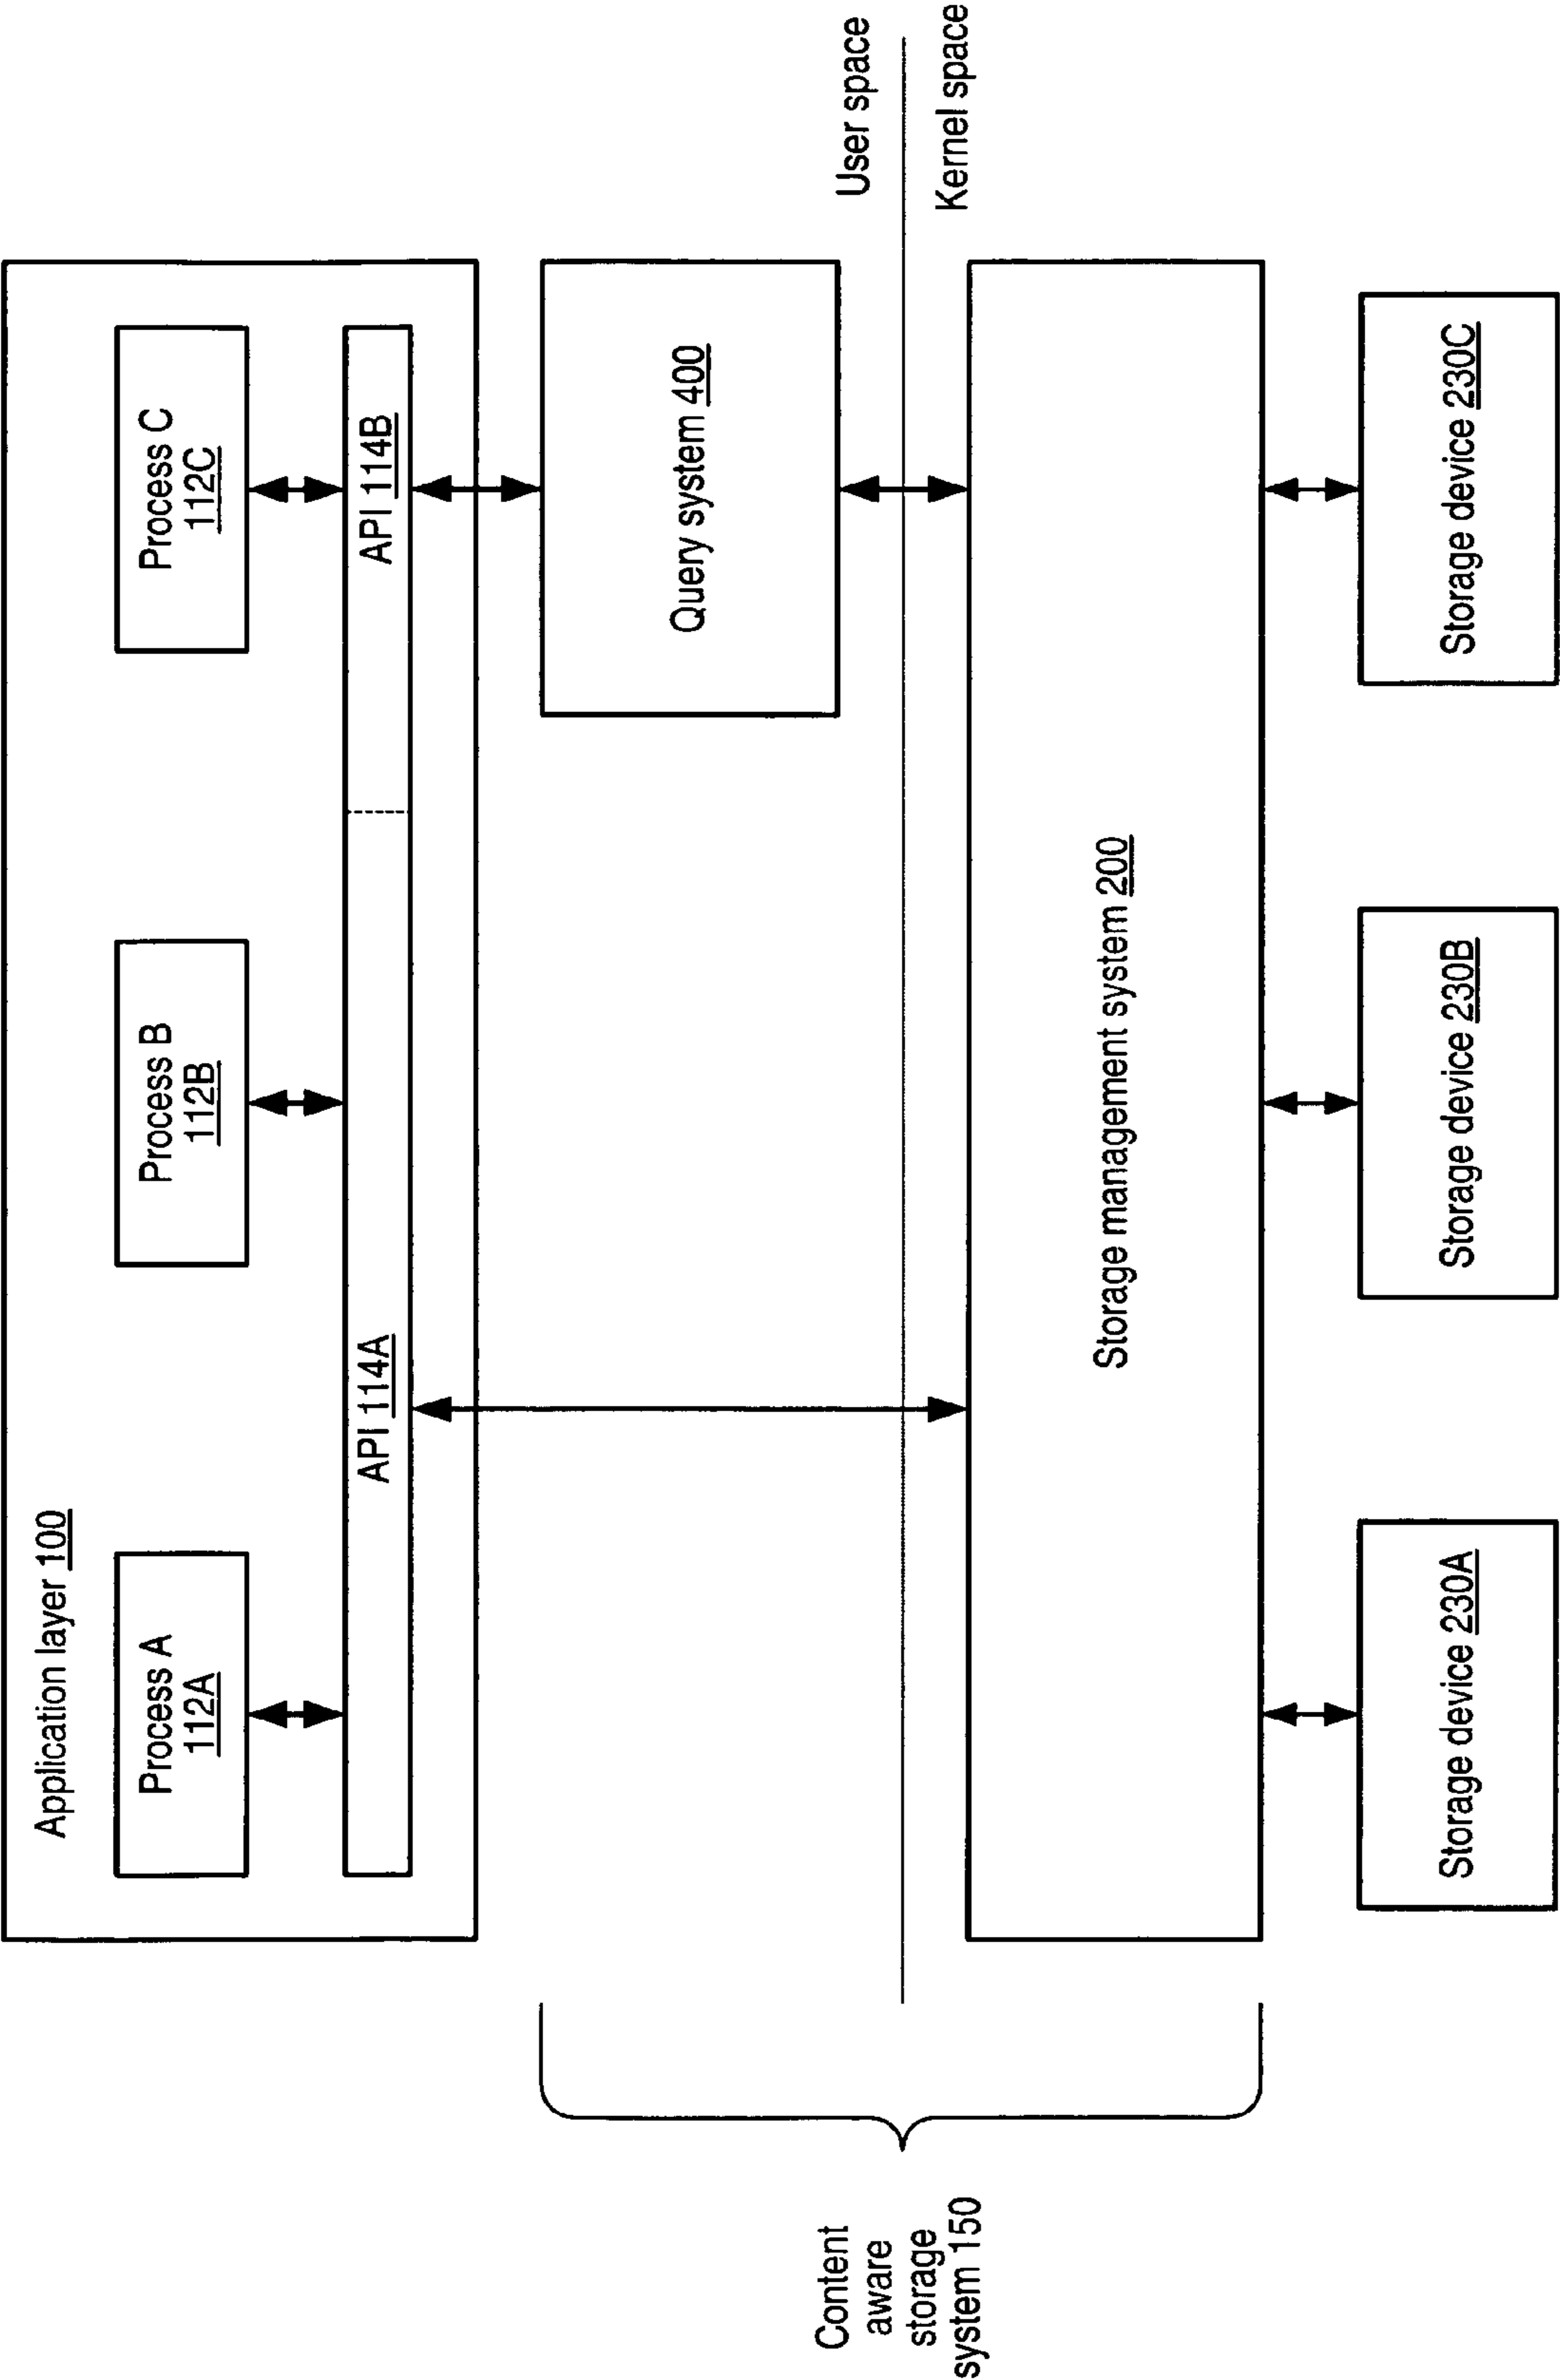 Application layer 100
Process A
112A
Process B
112B
Process C
112C
API 114A
API 114B
Query system 400
User space
Kernel space
Content
aware
storage
system 150
Storage management system 200
Storage device 230A
Storage device 230B
Storage device 230C